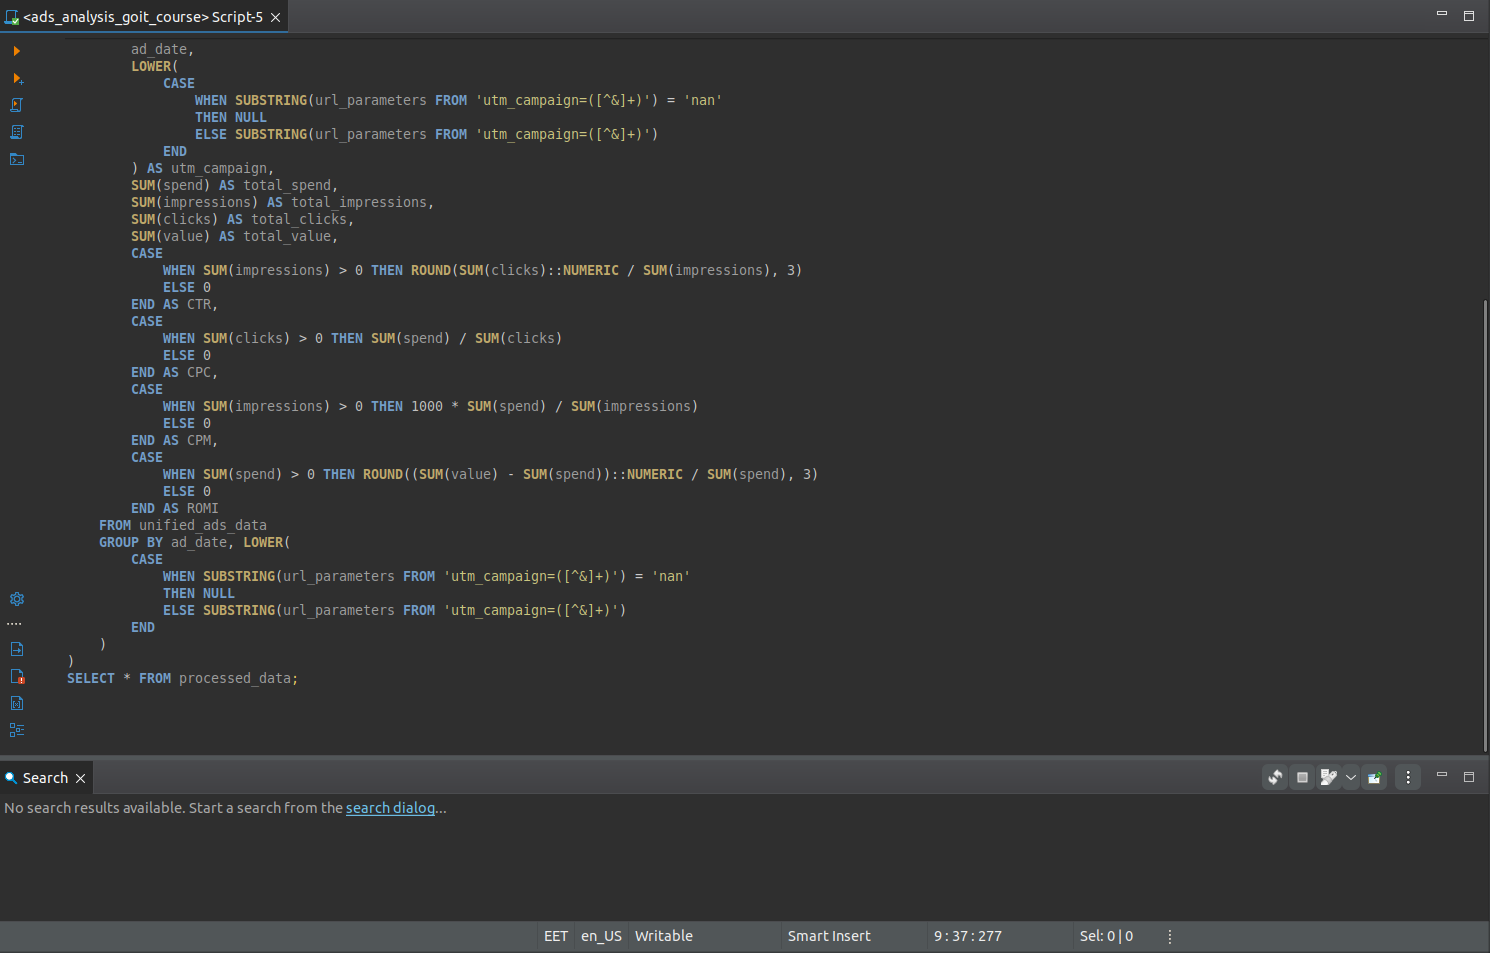 <ads_analysis_goit_course> Script-5
ad_date,
LOWER(
CASE
WHEN SUBSTRING(url_parameters FROM 'utm_campaign=([^&]+)') = 'nan'
THEN NULL
ELSE SUBSTRING(url_parameters FROM 'utm_campaign=([^&]+)')
END
) AS utm_campaign,
SUM(spend) AS total_spend,
SUM(impressions) AS total_impressions,
SUM(clicks) AS total_clicks,
SUM(value) AS total_value,
CASE
WHEN SUM(impressions) > 0 THEN ROUND(SUM(clicks)::NUMERIC / SUM(impressions), 3)
ELSE 0
END AS CTR,
CASE
WHEN SUM(clicks) > 0 THEN SUM(spend) / SUM(clicks)
ELSE 0
END AS CPC,
CASE
WHEN SUM(impressions) > 0 THEN 1000 * SUM(spend) / SUM(impressions)
ELSE 0
END AS CPM,
CASE
WHEN SUM(spend) > 0 THEN ROUND((SUM(value) - SUM(spend))::NUMERIC / SUM(spend), 3)
ELSE 0
END AS ROMI
FROM unified_ads_data
GROUP BY ad_date, LOWER(
CASE
WHEN SUBSTRING(url_parameters FROM 'utm_campaign=([^&]+)') = 'nan'
THEN NULL
ELSE SUBSTRING(url_parameters FROM 'utm_campaign=([^&]+)')
END
)
)
SELECT * FROM processed_data;
Search
No search results available. Start a search from the search dialog...
EET en_US Writable Smart Insert 9 : 37 : 277 Sel: 0 | 0